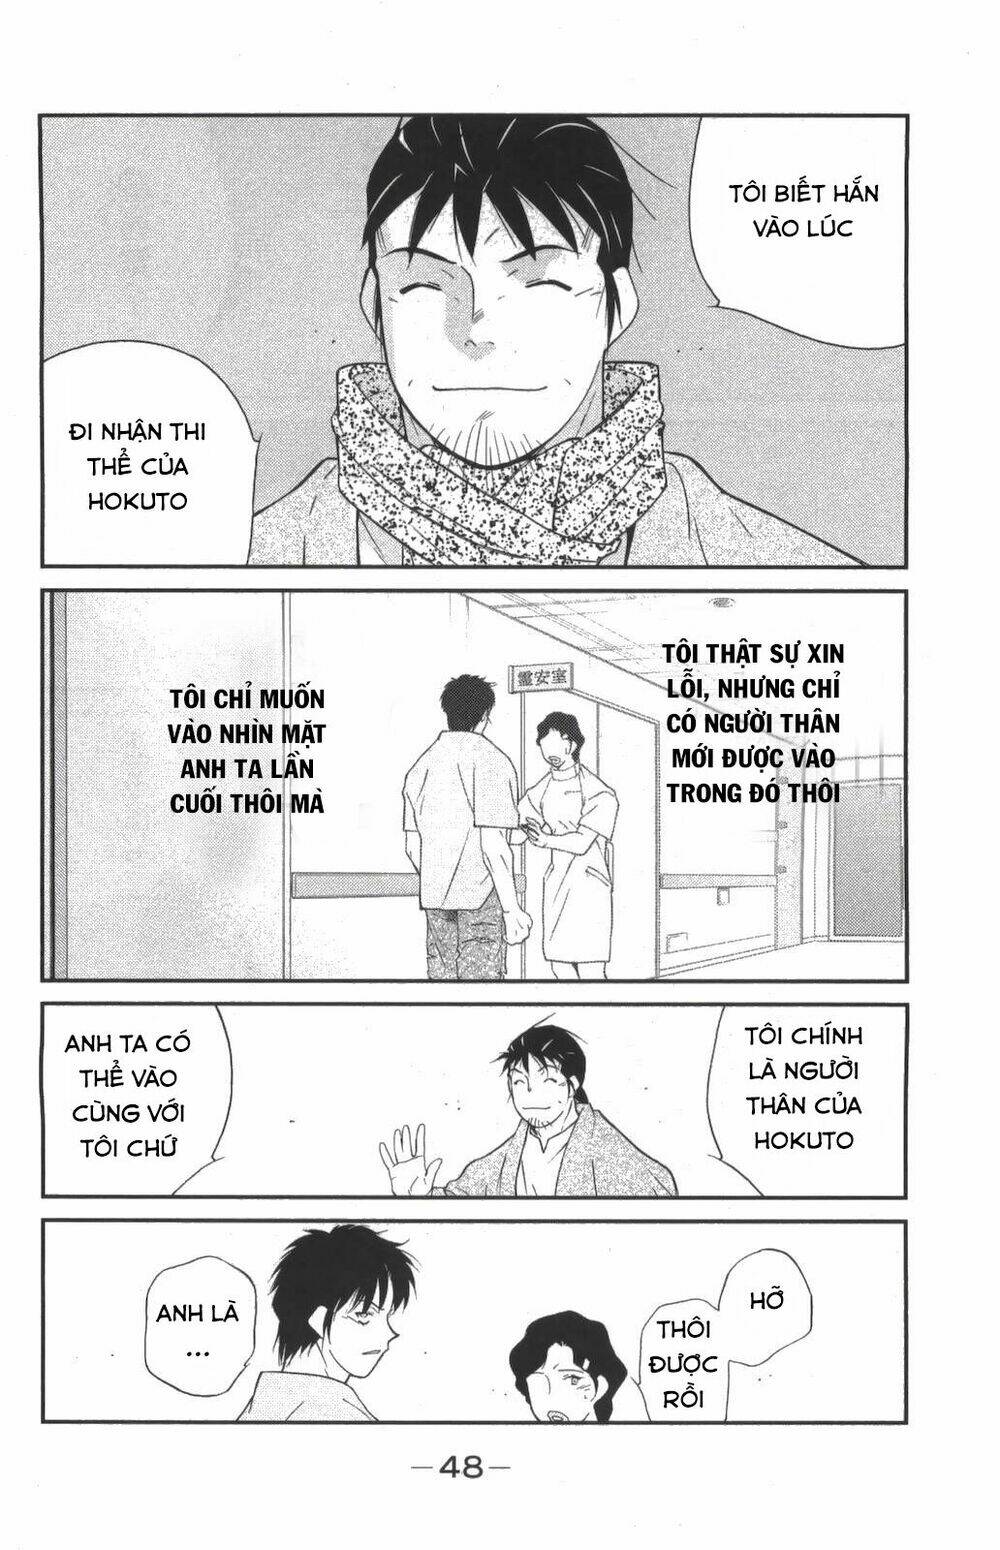 TÔI BIẾT HẮN
VÀO LÚC
ĐI NHẬN THI
THỂ CỦA
HOKUTO
TÔI THẬT SỰ XIN
LỖI, NHƯNG CHỈ
CÓ NGƯỜI THÂN
MỚI ĐƯỢC VÀO
TRONG ĐÓ THÔI
霊安室
TÔI CHỈ MUỐN
VÀO NHÌN MẶT
ANH TA LẦN
CUỐI THÔI MÀ
TÔI CHÍNH
LÀ NGƯỜI
THÂN CỦA
HOKUTO
ANH TA CÓ
THỂ VÀO
CÙNG VỚI
TÔI CHỨ
HỠ
THÔI
ĐƯỢC
RỒI
ANH LÀ
...
—48—